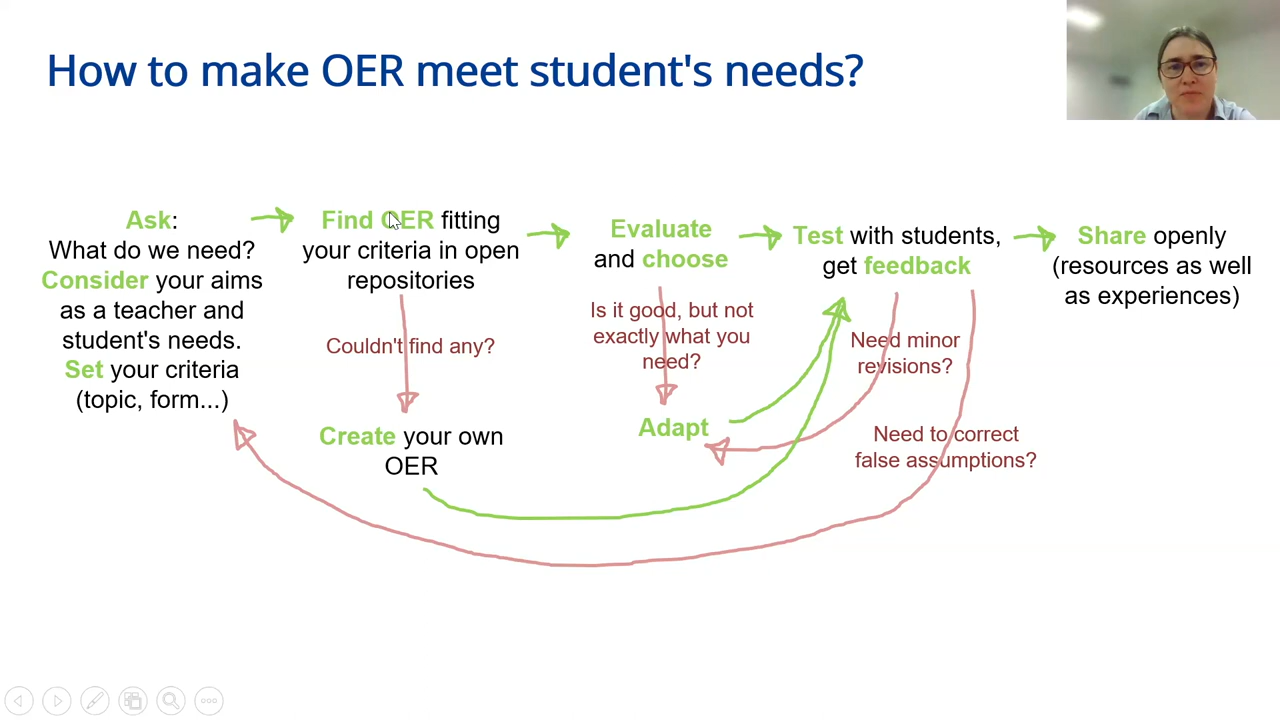 How to make OER meet student's needs?
Ask:
What do we need?
Consider your aims
as a teacher and
student's needs.
Set your criteria
(topic, form...)
Find OER fitting
your criteria in open
repositories
Couldn't find any?
Create your own
OER
Evaluate
and choose
Is it good, but not
exactly what you
need?
Adapt
Test with students,
get feedback
Need minor
revisions?
Need to correct
false assumptions?
Share openly
(resources as well
as experiences)